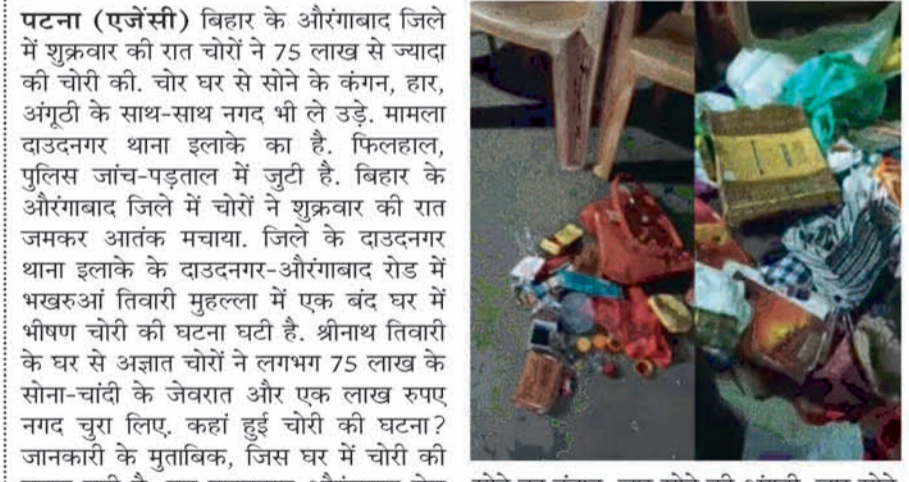 पटना (एजेंसी) बिहार के औरंगाबाद जिले
में शुक्रवार की रात चोरों ने 75 लाख से ज्यादा
की चोरी की. चोर घर से सोने के कंगन, हार,
अंगूठी के साथ-साथ नगद भी ले उड़े. मामला
दाउदनगर थाना इलाके का है. फिलहाल,
पुलिस जांच-पड़ताल में जुटी है. बिहार के
औरंगाबाद जिले में चोरों ने शुक्रवार की रात
जमकर आतंक मचाया. जिले के दाउदनगर
थाना इलाके के दाउदनगर-औरंगाबाद रोड में
भखरुआं तिवारी मुहल्ला में एक बंद घर में
भीषण चोरी की घटना घटी है. श्रीनाथ तिवारी
के घर से अज्ञात चोरों ने लगभग 75 लाख के
सोना-चांदी के जेवरात और एक लाख रुपए
नगद चुरा लिए. कहां हुई चोरी की घटना?
जानकारी के मुताबिक, जिस घर में चोरी की